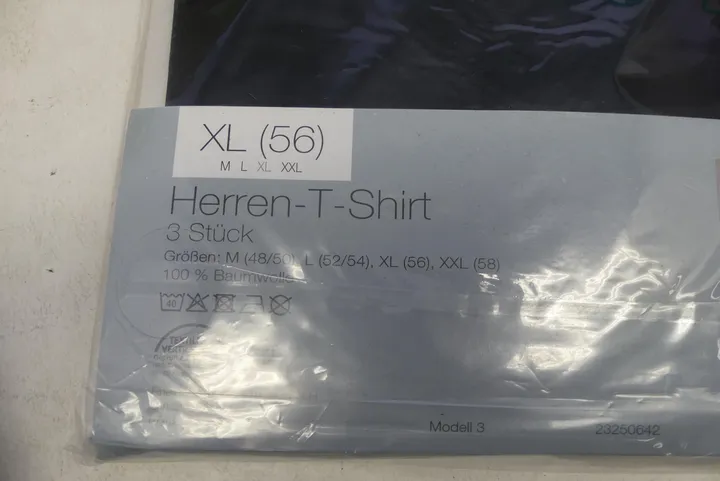 XL (56)
M L XL XXL
Herren-T-Shirt
3 Stück
Größen: M (48/50), L (52/54), XL (56), XXL (58)
100 % Baumwolle
40
Modell 3
23250642